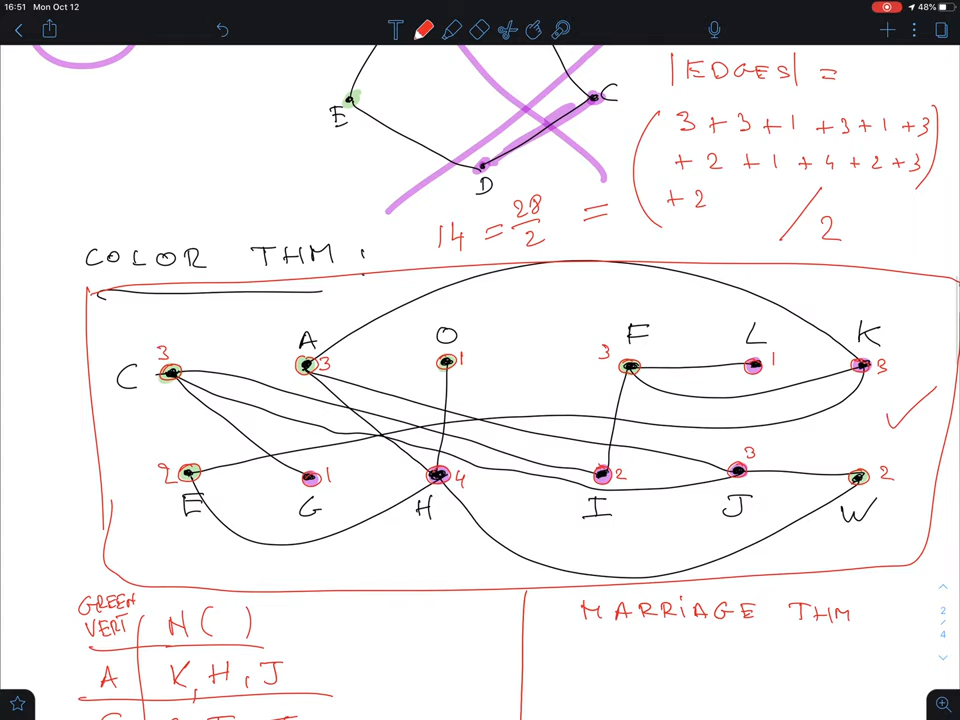 16:51 Mon Oct 12
48%
T
|EDGES| =
( 3 + 3 + 1 + 3 + 1 + 3
+ 2 + 1 + 4 + 2 + 3
+ 2 ) / 2
14 = 28/2 =
E
C
D
COLOR THM :
A O F L K
C 3 3 1 3 1 3
2 1 4 2 3 2
E G H I J W
GREEN
VERT
N ( )
MARRIAGE THM
A K, H, J
2
/
4